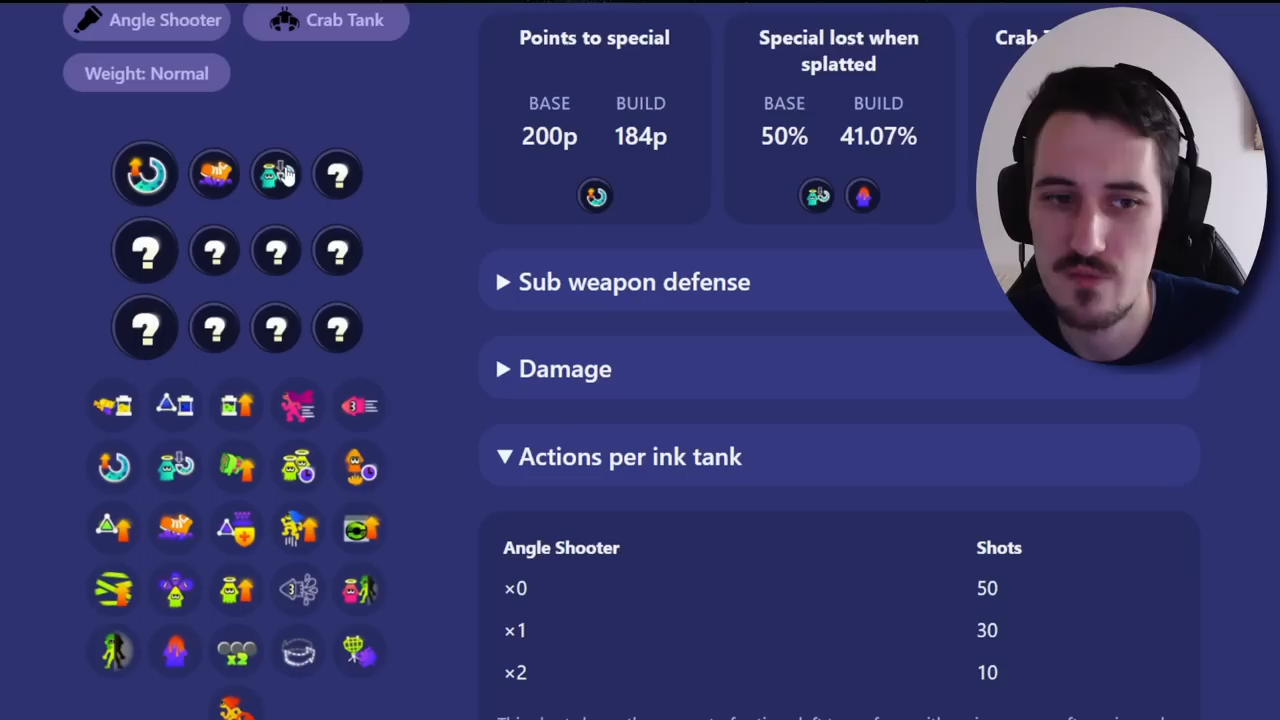 Angle Shooter
Crab Tank
Weight: Normal
?
? ? ? ?
? ? ? ?
Points to special
BASE BUILD
200p 184p
Special lost when
splatted
BASE BUILD
50% 41.07%
Crab
Sub weapon defense
Damage
Actions per ink tank
Angle Shooter Shots
×0 50
×1 30
×2 10